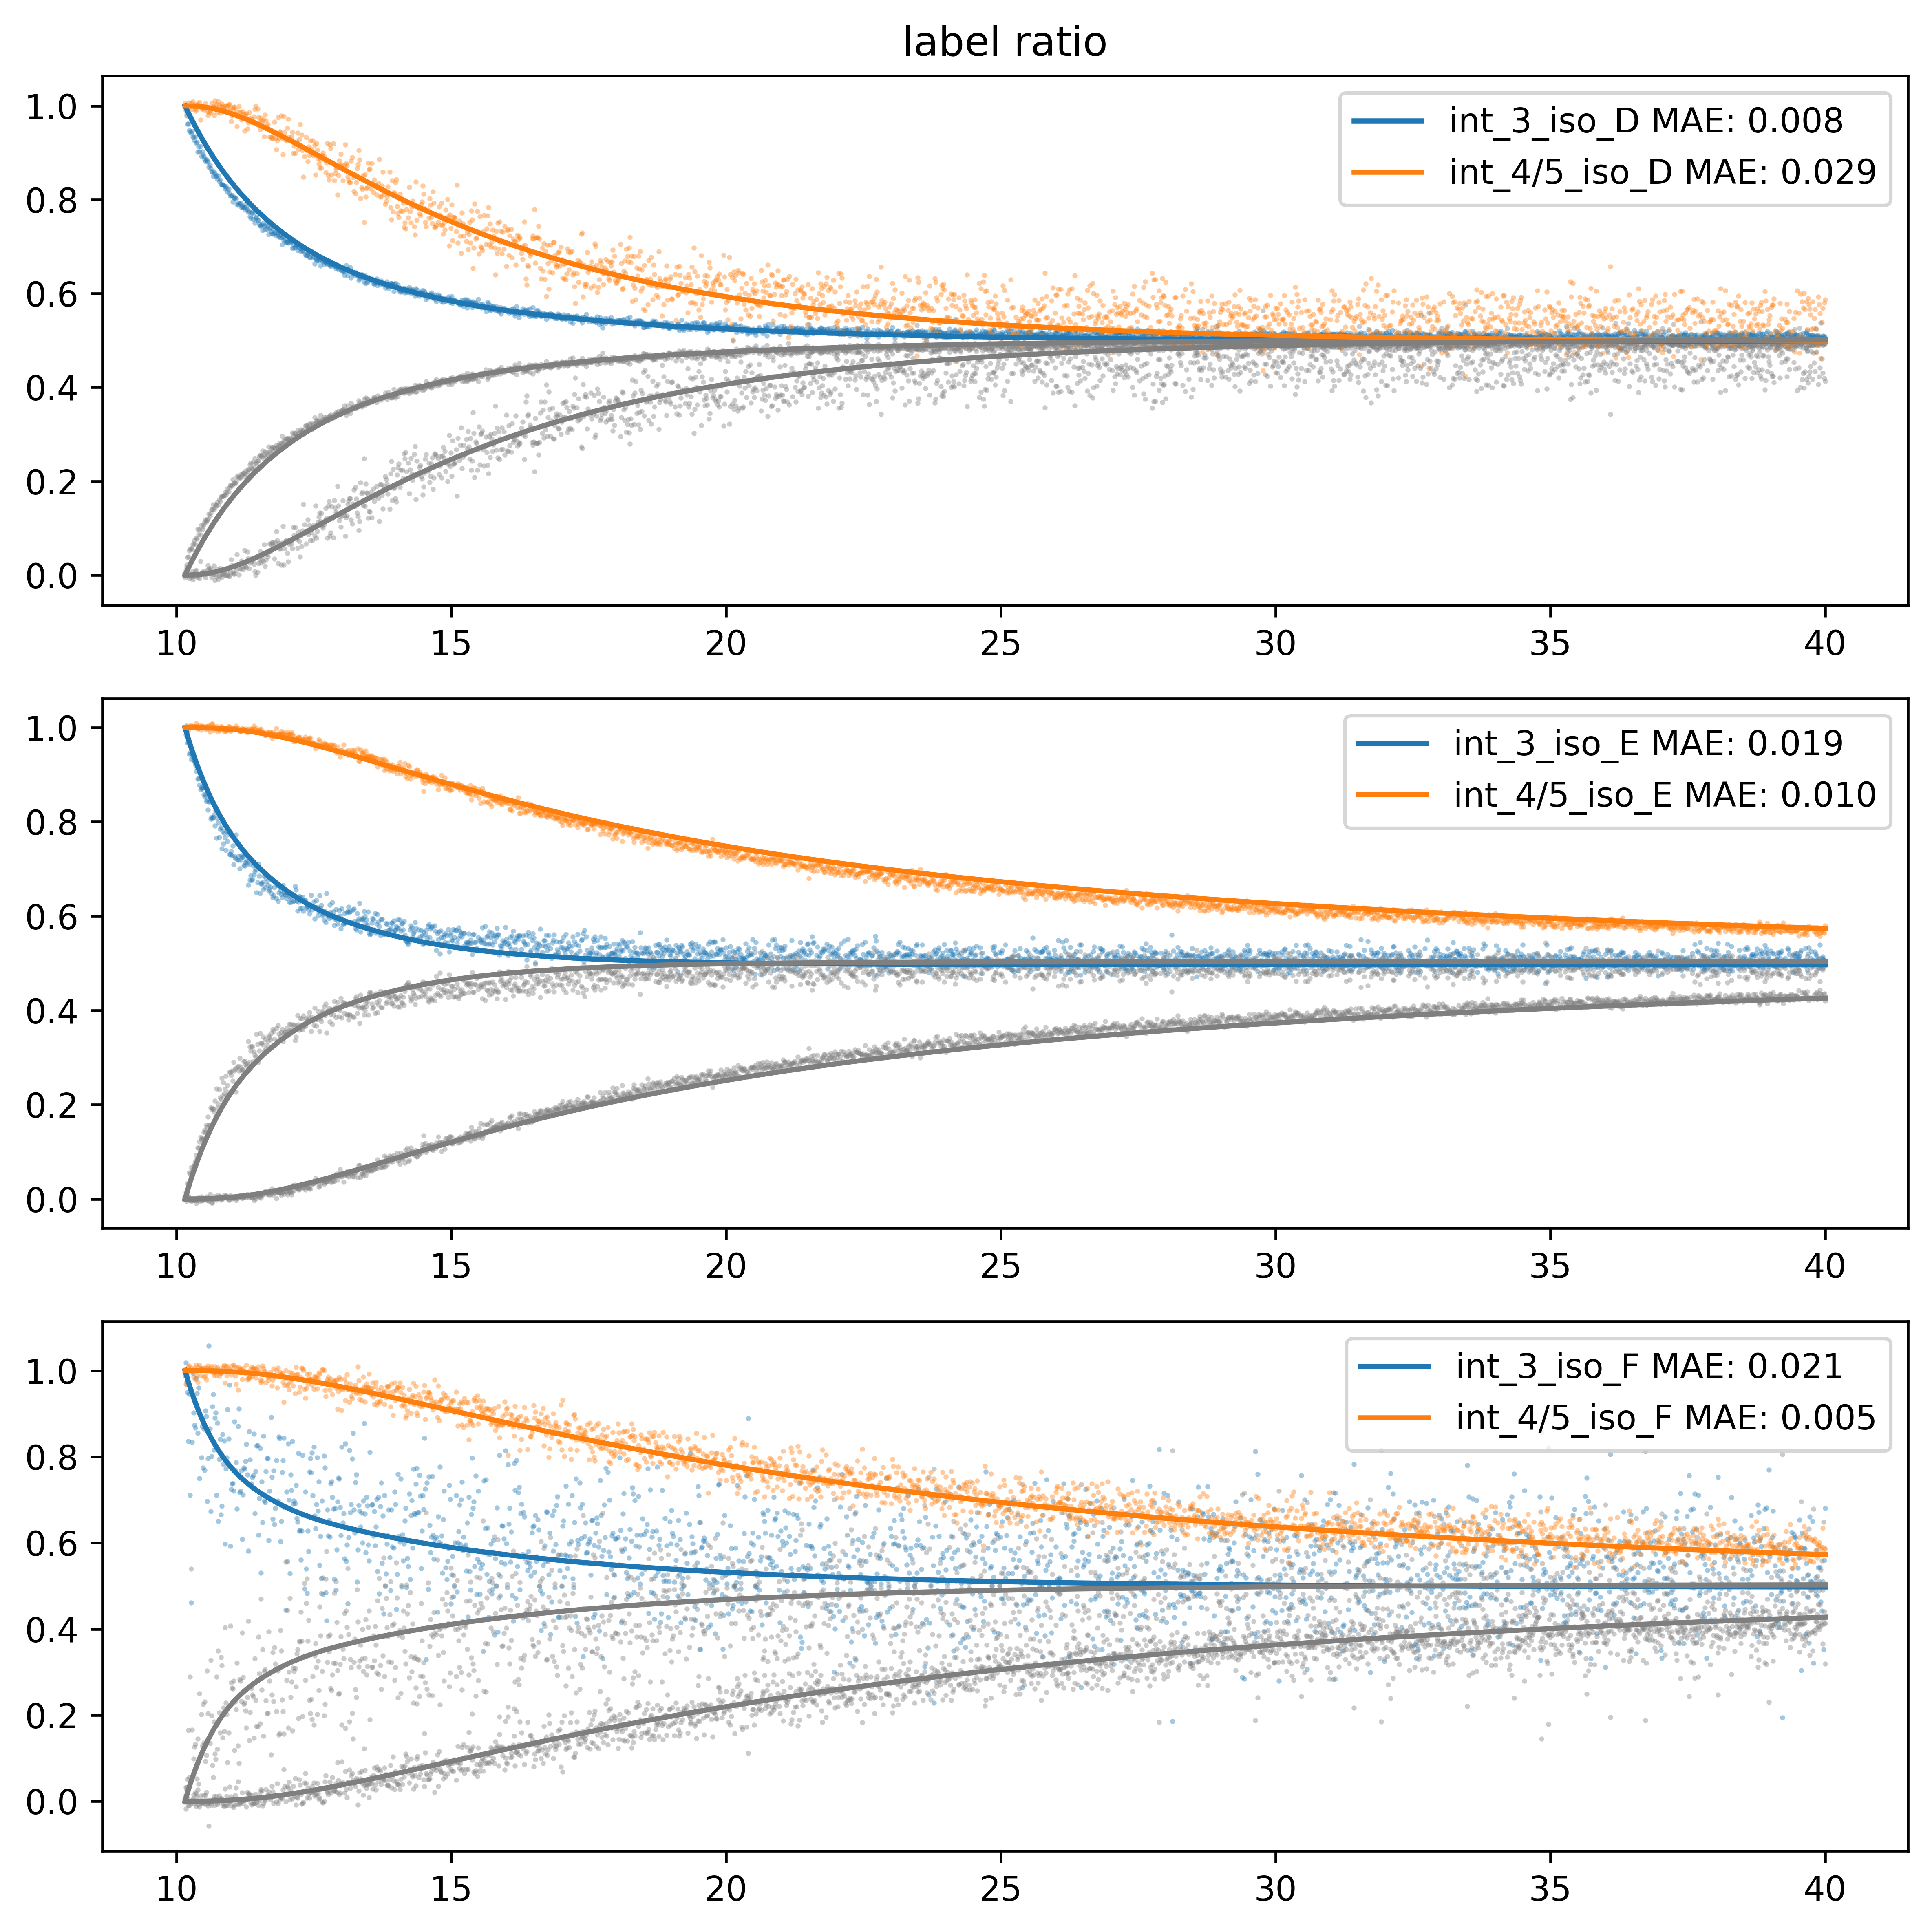 label ratio
1.0
0.8
0.6
0.4
0.2
0.0
int_3_iso_D MAE: 0.008
int_4/5_iso_D MAE: 0.029
10 15 20 25 30 35 40
1.0
0.8
0.6
0.4
0.2
0.0
int_3_iso_E MAE: 0.019
int_4/5_iso_E MAE: 0.010
10 15 20 25 30 35 40
1.0
0.8
0.6
0.4
0.2
0.0
int_3_iso_F MAE: 0.021
int_4/5_iso_F MAE: 0.005
10 15 20 25 30 35 40